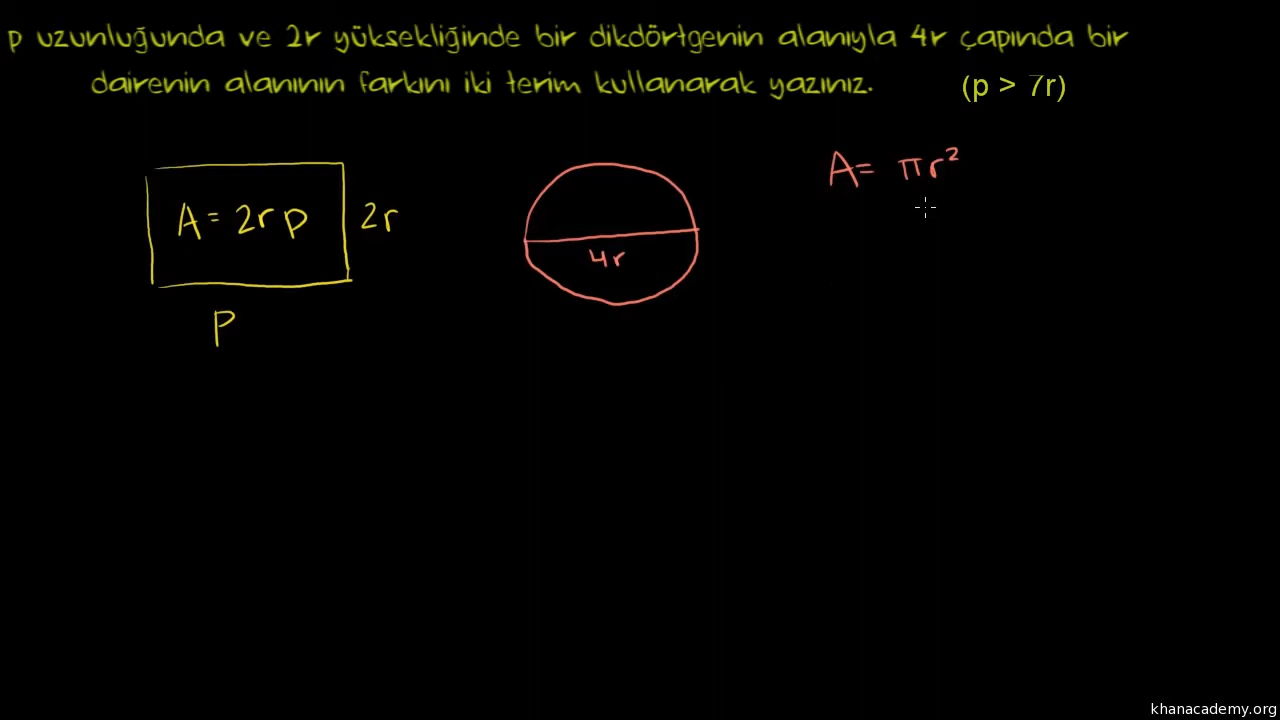 p uzunluğunda ve 2r yüksekliğinde bir dikdörtgenin alanıyla 4r çapında bir
dairenin alanının farkını iki terim kullanarak yazınız. (p > 7r)
A = πr²
A = 2rp 2r
4r
p
khanacademy.org